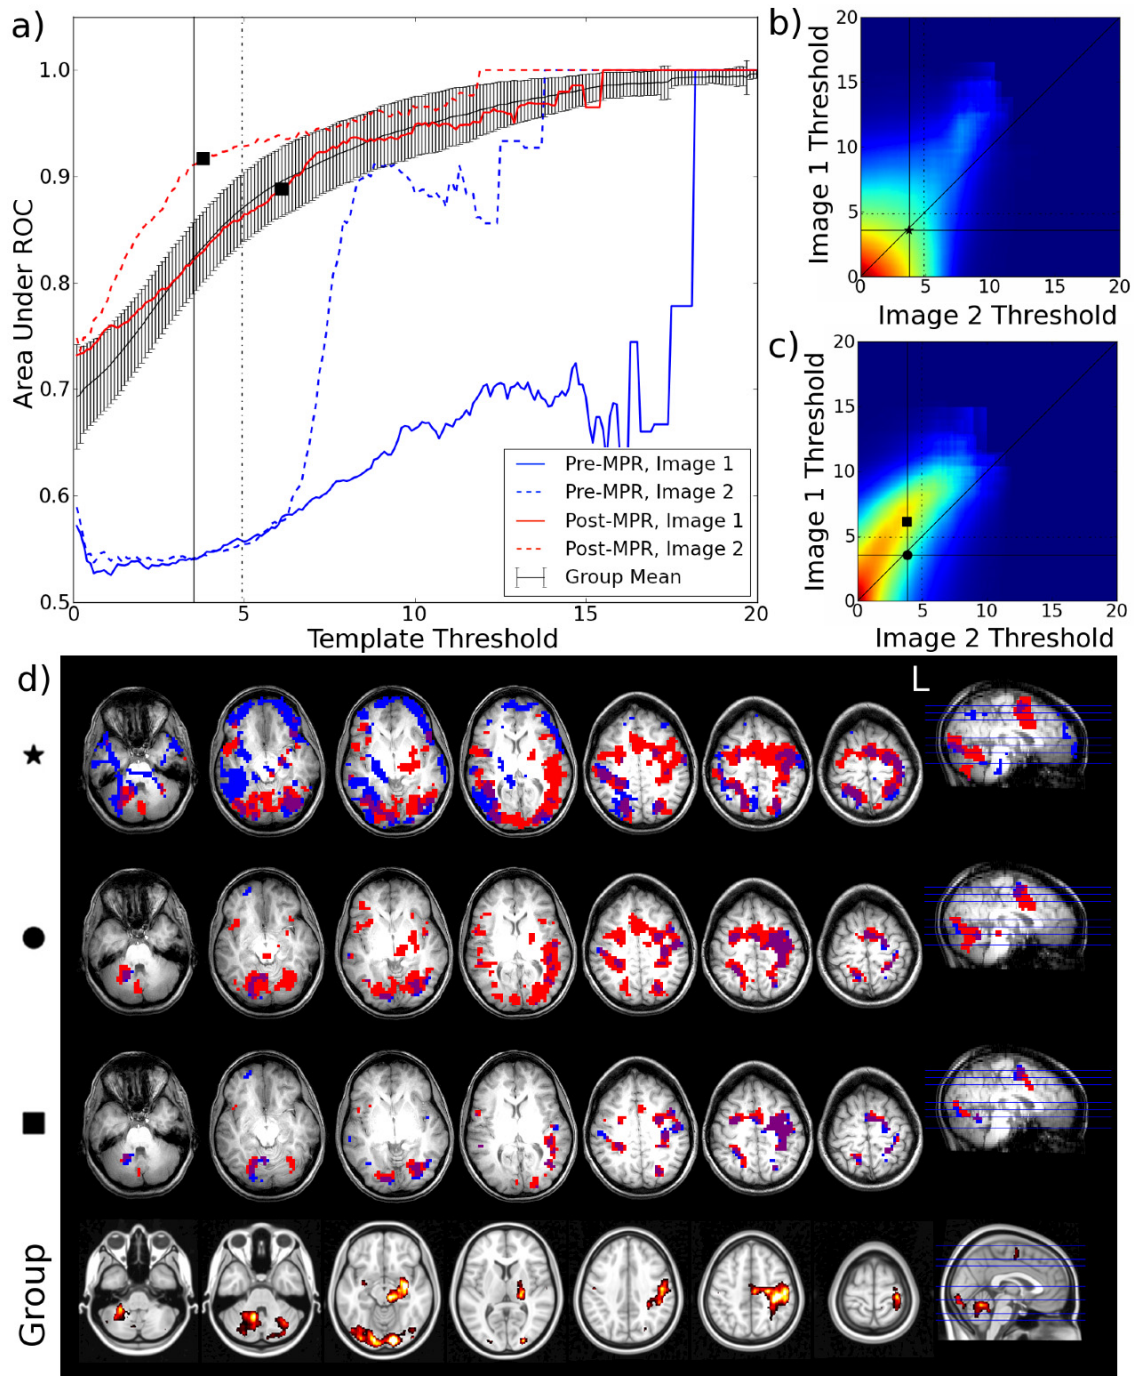 a)
Area Under ROC
1.0
0.9
0.8
0.7
0.6
0.5
0
5
10
15
20
Template Threshold
Pre-MPR, Image 1
Pre-MPR, Image 2
Post-MPR, Image 1
Post-MPR, Image 2
Group Mean
b)
Image 1 Threshold
20
15
10
5
0
0
5
10
15
20
Image 2 Threshold
c)
Image 1 Threshold
20
15
10
5
0
0
5
10
15
20
Image 2 Threshold
d)
L
Group